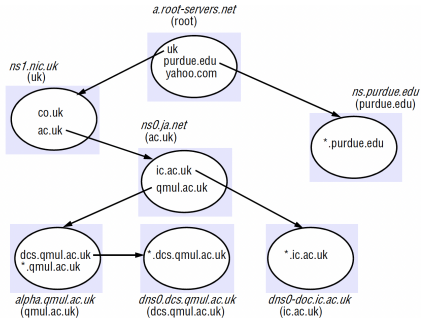 a.root-servers.net
(root)
ns1.nic.uk
(uk)
uk
purdue.edu
yahoo.com
ns.purdue.edu
(purdue.edu)
co.uk
ac.uk
ns0.ja.net
(ac.uk)
*.purdue.edu
ic.ac.uk
qmul.ac.uk
dcs.qmul.ac.uk
*.qmul.ac.uk
*.dcs.qmul.ac.uk
*.ic.ac.uk
alpha.qmul.ac.uk
(qmul.ac.uk)
dns0.dcs.qmul.ac.uk
(dcs.qmul.ac.uk)
dns0-doc.ic.ac.uk
(ic.ac.uk)